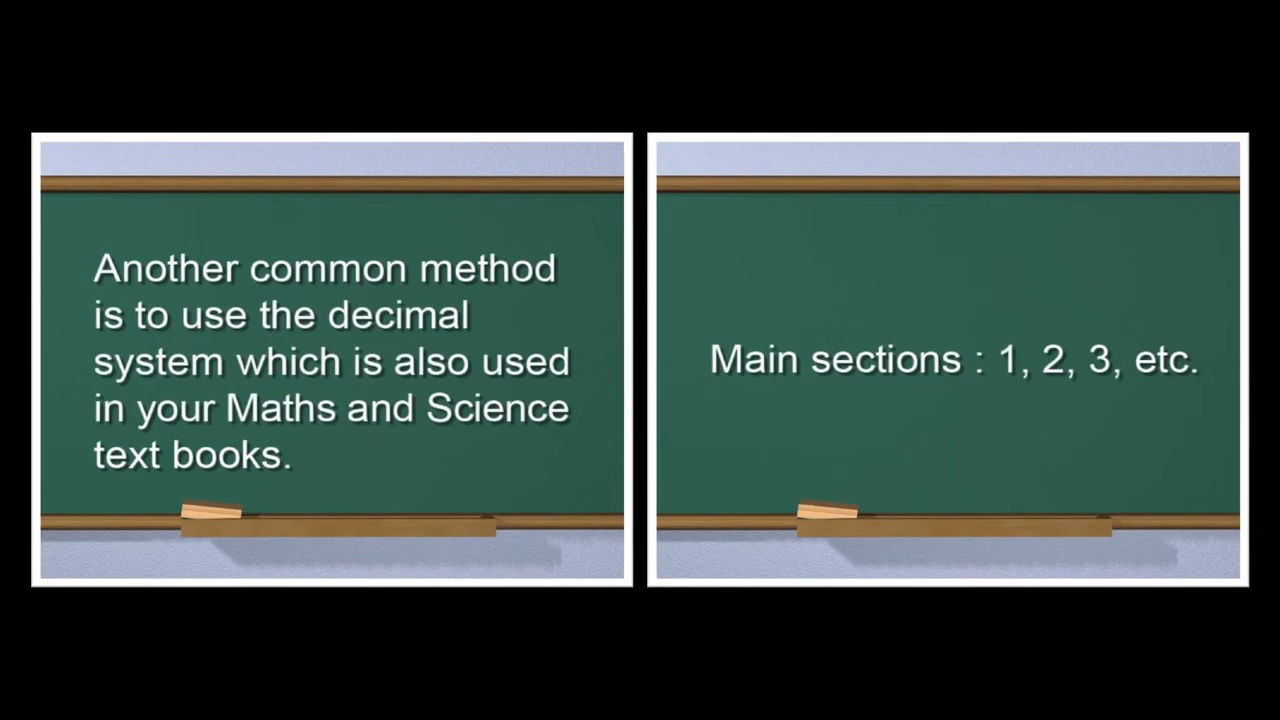 Another common method
is to use the decimal
system which is also used
in your Maths and Science
text books.
Main sections : 1, 2, 3, etc.